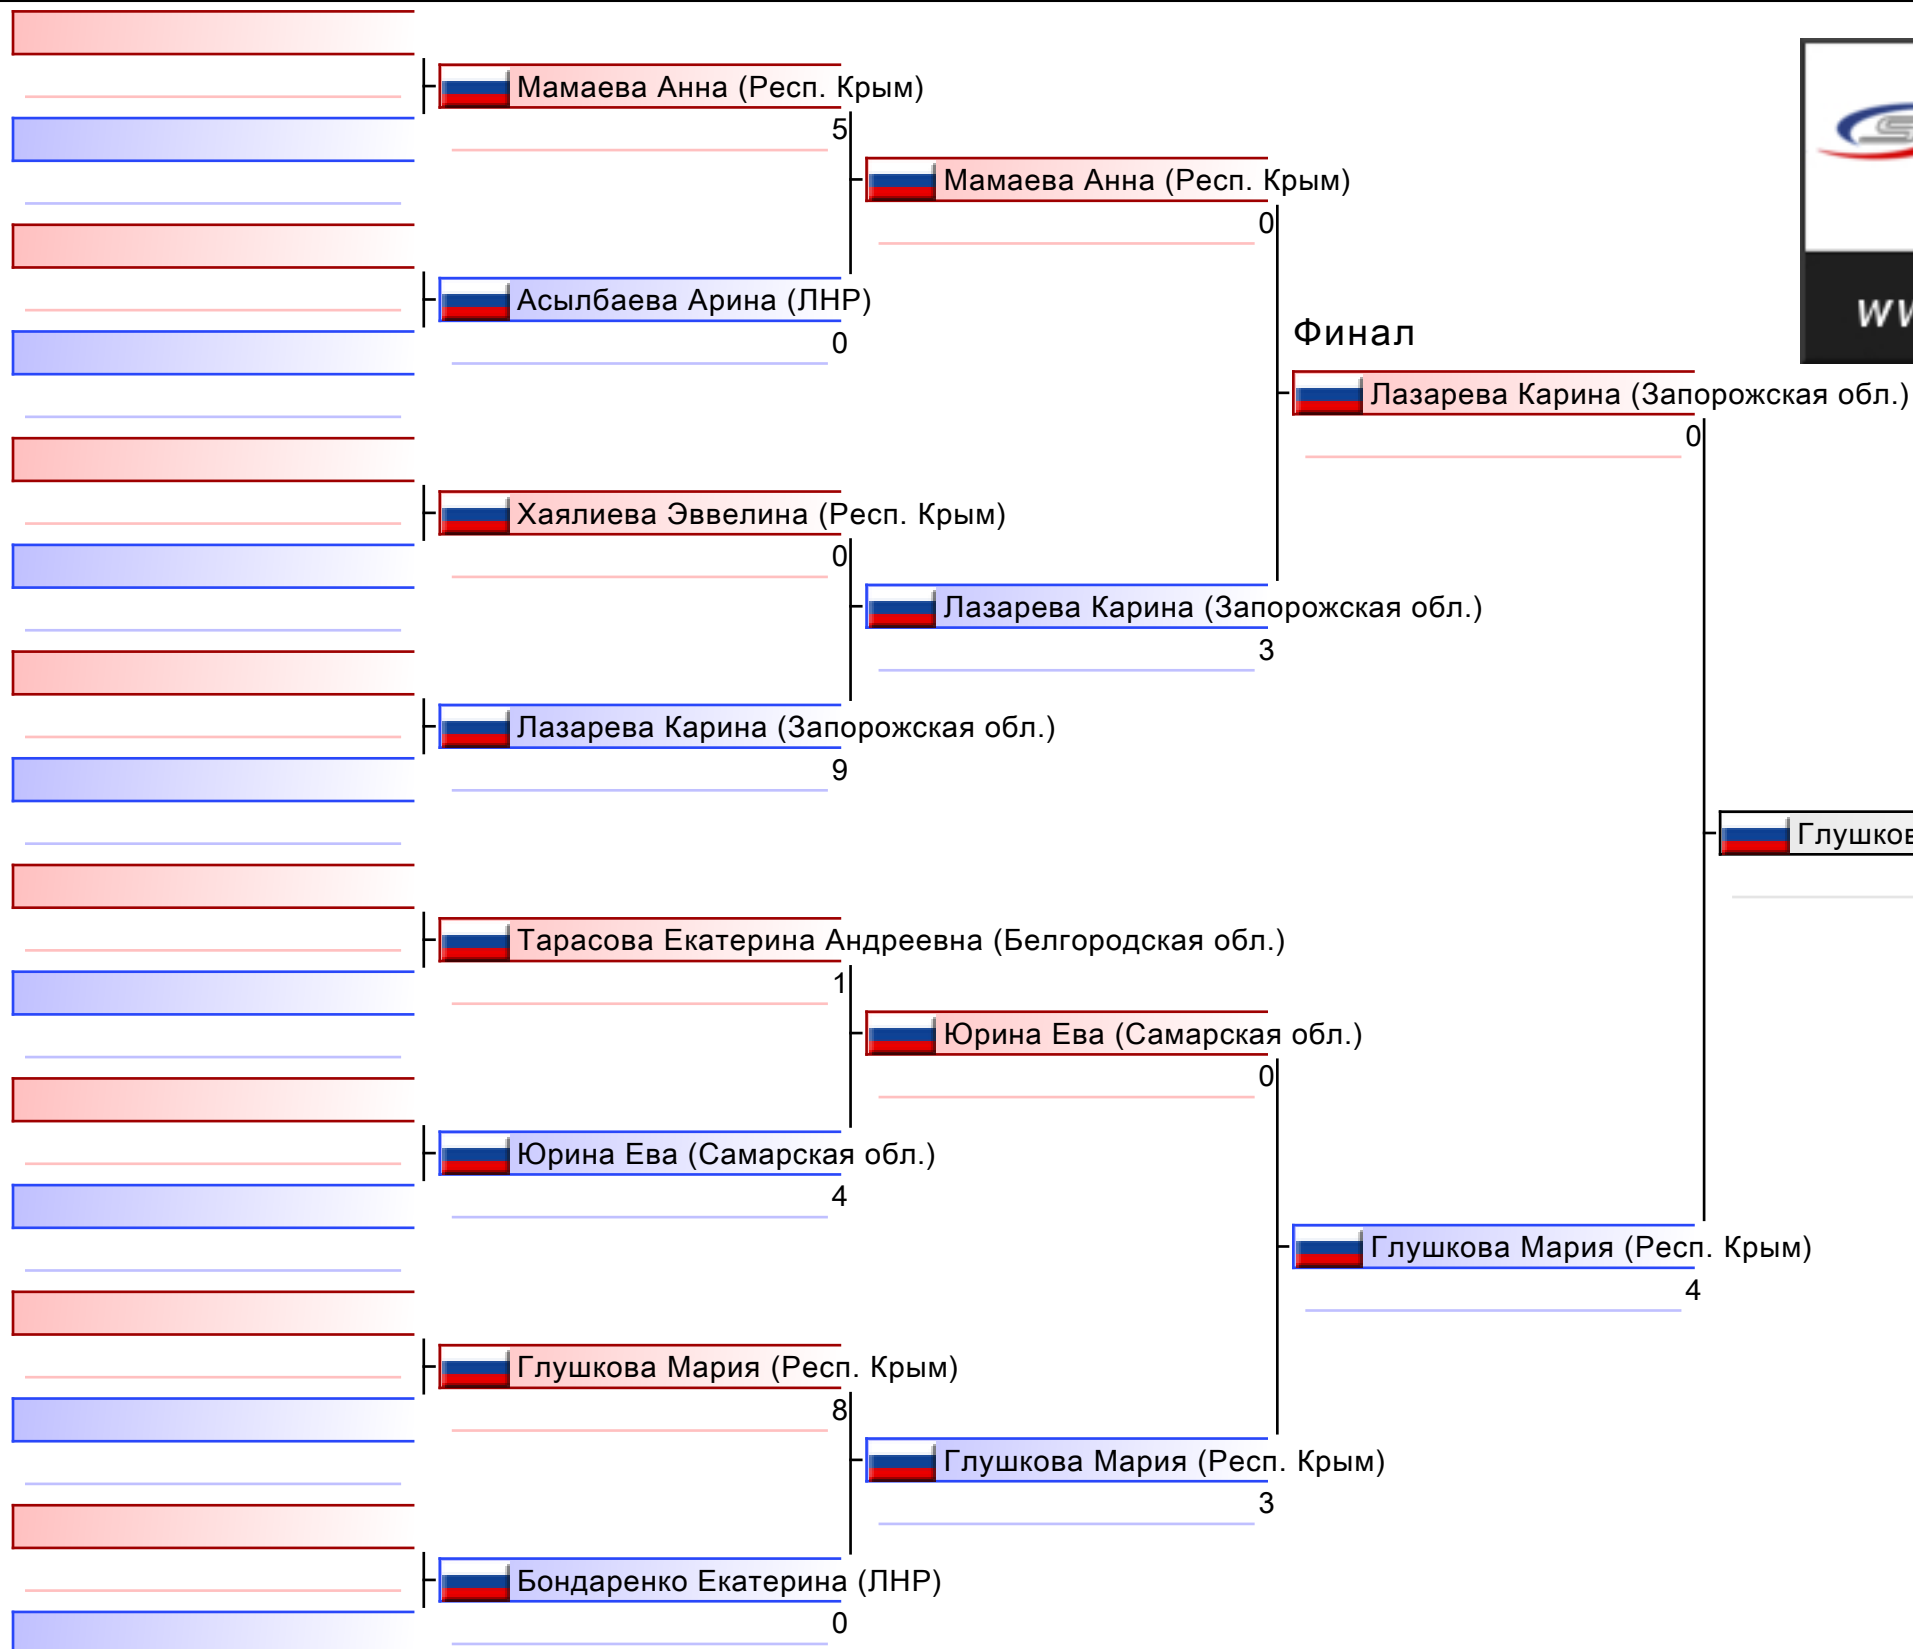 Мамаева Анна (Респ. Крым)
5
Асылбаева Арина (ЛНР)
0
Хаялиева Эввелина (Респ. Крым)
0
Лазарева Карина (Запорожская обл.)
9
Тарасова Екатерина Андреевна (Белгородская обл.)
1
Юрина Ева (Самарская обл.)
4
Глушкова Мария (Респ. Крым)
8
Бондаренко Екатерина (ЛНР)
0
Мамаева Анна (Респ. Крым)
0
Лазарева Карина (Запорожская обл.)
3
Юрина Ева (Самарская обл.)
0
Глушкова Мария (Респ. Крым)
3
Финал
Лазарева Карина (Запорожская обл.)
0
Глушкова Мария (Респ. Крым)
4